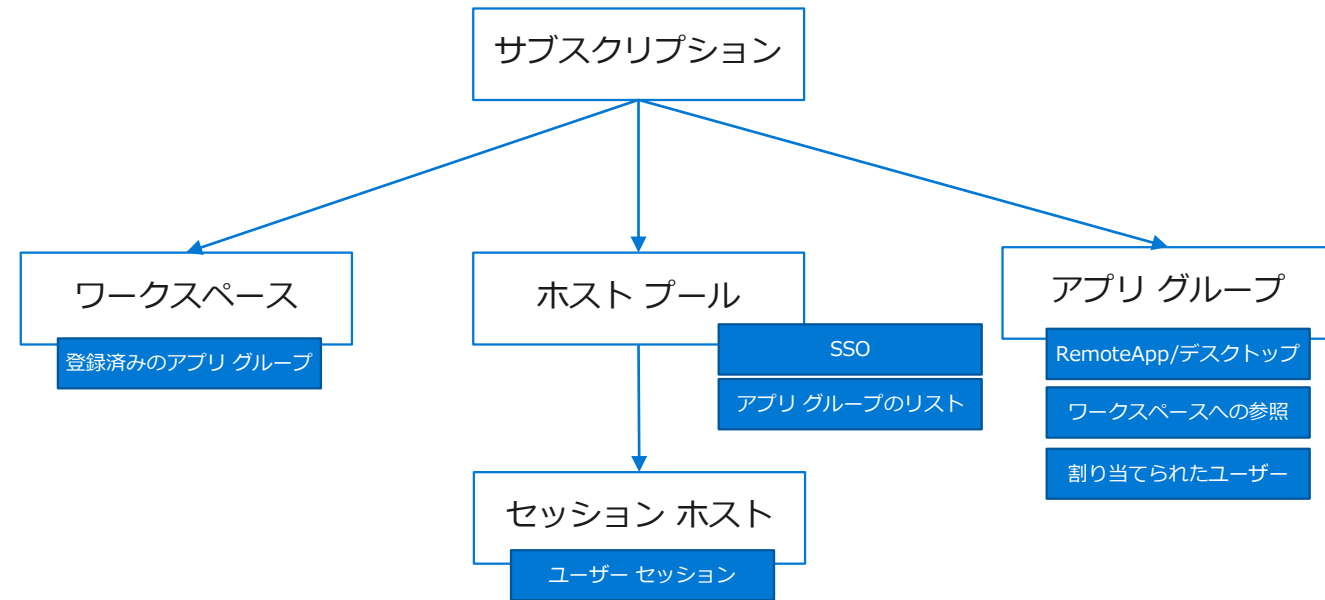 サブスクリプション
ワークスペース
登録済みのアプリ グループ
ホスト プール
SSO
アプリ グループのリスト
アプリ グループ
RemoteApp/デスクトップ
ワークスペースへの参照
割り当てられたユーザー
セッション ホスト
ユーザー セッション